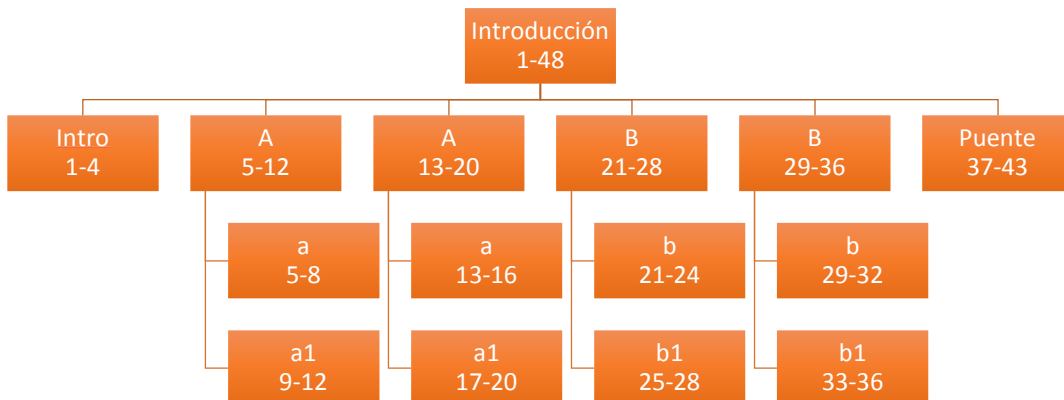 Introducción
1-48
Intro
1-4
A
5-12
A
13-20
B
21-28
B
29-36
Puente
37-43
a
5-8
a
13-16
b
21-24
b
29-32
a1
9-12
a1
17-20
b1
25-28
b1
33-36